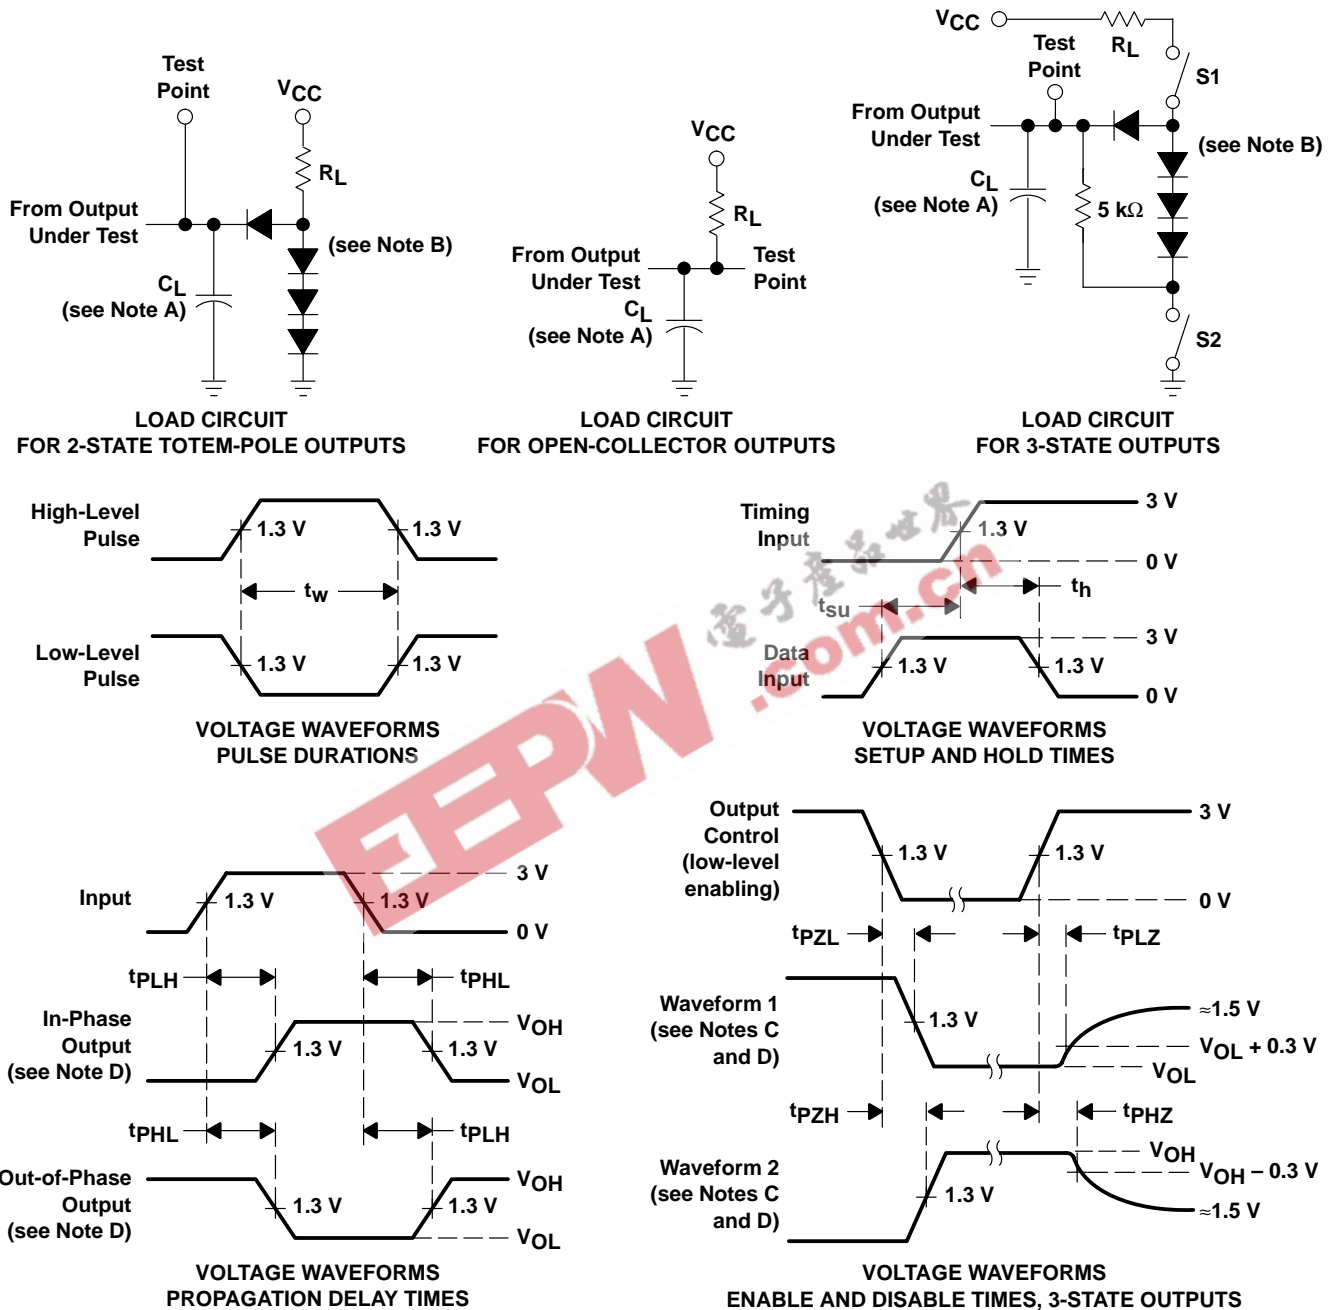 Test
Point
VCC
RL
From Output
Under Test
(see Note B)
CL
(see Note A)
LOAD CIRCUIT
FOR 2-STATE TOTEM-POLE OUTPUTS
VCC
RL
From Output
Under Test
Test
Point
CL
(see Note A)
LOAD CIRCUIT
FOR OPEN-COLLECTOR OUTPUTS
VCC
RL
Test
Point
S1
From Output
Under Test
(see Note B)
CL
(see Note A)
5 kΩ
S2
LOAD CIRCUIT
FOR 3-STATE OUTPUTS
High-Level
Pulse
1.3 V
1.3 V
tw
Low-Level
Pulse
1.3 V
1.3 V
VOLTAGE WAVEFORMS
PULSE DURATIONS
Timing
Input
3 V
1.3 V
0 V
th
tsu
Data
Input
3 V
1.3 V
1.3 V
0 V
VOLTAGE WAVEFORMS
SETUP AND HOLD TIMES
EEPW
電子產品世界
.com.cn
Input
3 V
1.3 V
1.3 V
0 V
tPLH
tPHL
In-Phase
Output
(see Note D)
VOH
1.3 V
1.3 V
VOL
tPHL
tPLH
Out-of-Phase
Output
(see Note D)
VOH
1.3 V
1.3 V
VOL
VOLTAGE WAVEFORMS
PROPAGATION DELAY TIMES
Output
Control
(low-level
enabling)
3 V
1.3 V
1.3 V
0 V
tPZL
tPLZ
Waveform 1
(see Notes C
and D)
1.3 V
≈1.5 V
VOL + 0.3 V
VOL
tPZH
tPHZ
Waveform 2
(see Notes C
and D)
1.3 V
VOH
VOH − 0.3 V
≈1.5 V
VOLTAGE WAVEFORMS
ENABLE AND DISABLE TIMES, 3-STATE OUTPUTS